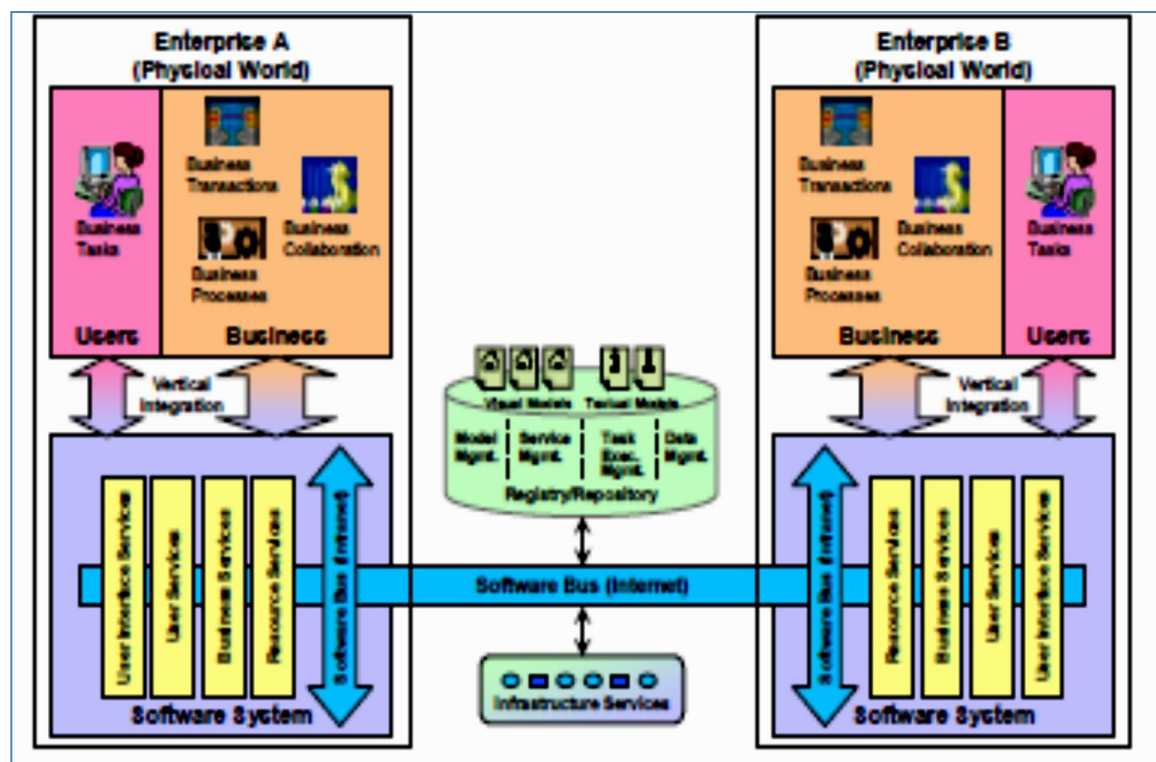 Enterprise A
(Physical World)
Business
Transactions
Business
Tasks
Business
Collaboration
Business
Processes
Users
Business
Vertical
Integration
User Interface Services
User Services
Business Services
Resource Services
Software Bus (Intranet)
Software System
Visual Models
Textual Models
Model
Mgmt.
Service
Mgmt.
Task
Exec.
Mgmt.
Data
Mgmt.
Registry/Repository
Software Bus (Internet)
Infrastructure Services
Enterprise B
(Physical World)
Business
Transactions
Business
Collaboration
Business
Tasks
Business
Processes
Business
Users
Vertical
Integration
Software Bus (Intranet)
Resource Services
Business Services
User Services
User Interface Services
Software System